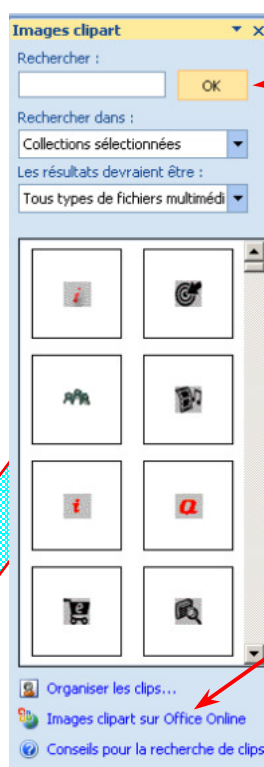 Images clipart
Rechercher :
OK
Rechercher dans :
Collections sélectionnées
Les résultats devraient être :
Tous types de fichiers multimédi
Organiser les clips...
Images clipart sur Office Online
Conseils pour la recherche de clips